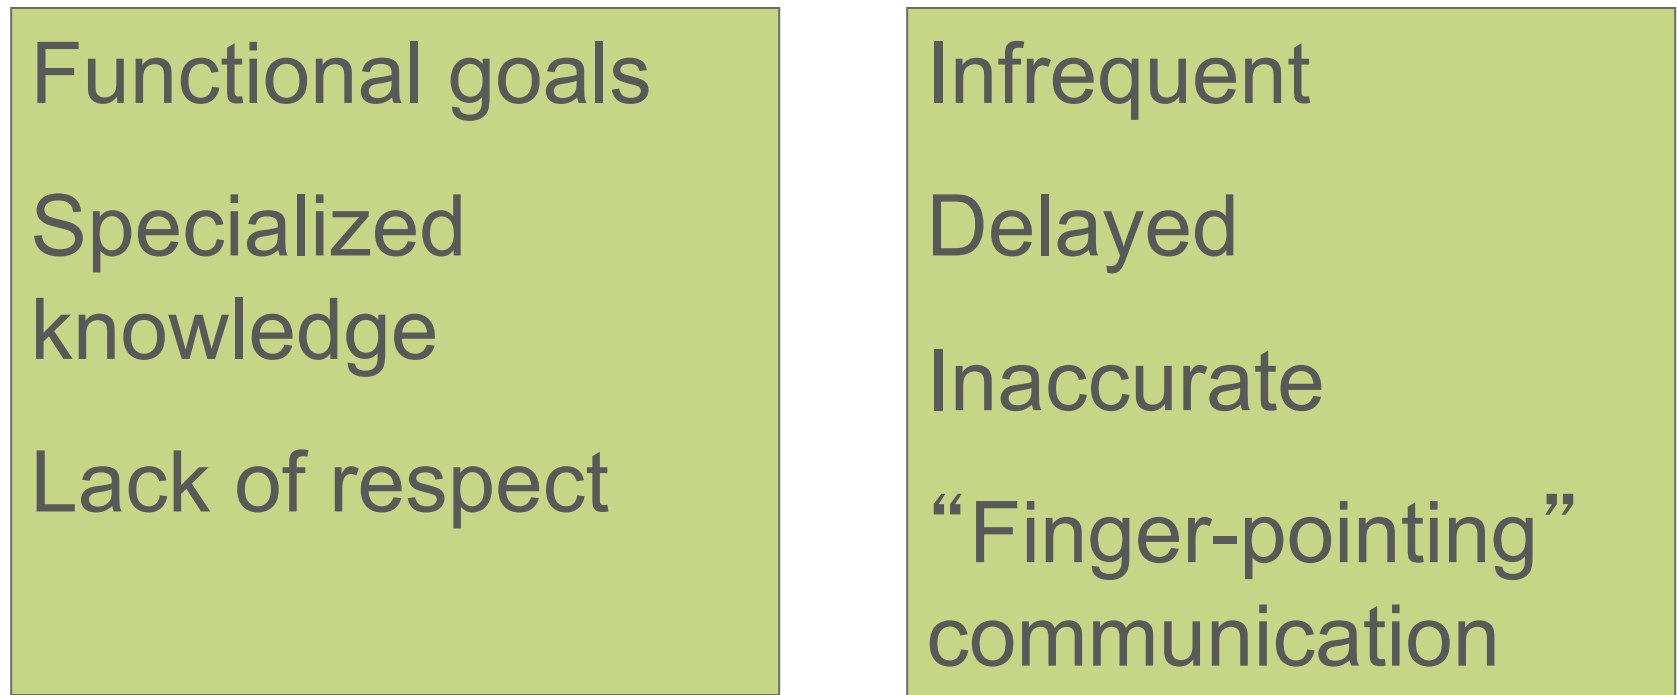 Functional goals
Specialized
knowledge
Lack of respect
Infrequent
Delayed
Inaccurate
“Finger-pointing”
communication